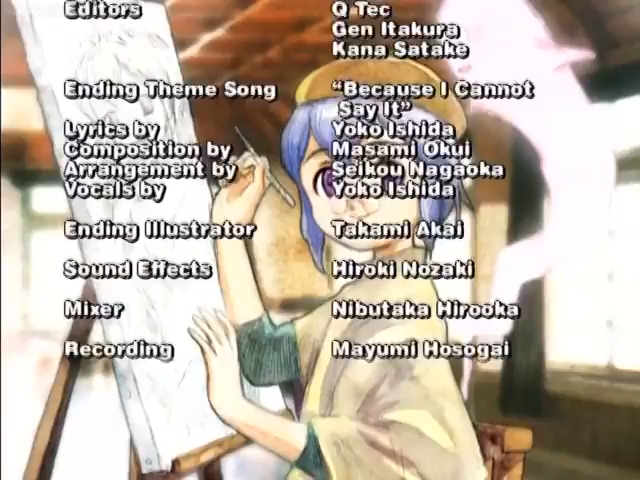 Editors Q Tec
Gen Itakura
Kana Satake
Ending Theme Song “Because I Cannot
Say It”
Lyrics by Yoko Ishida
Composition by Masami Okui
Arrangement by Seikou Nagaoka
Vocals by Yoko Ishida
Ending Illustrator Takami Akai
Sound Effects Hiroki Nozaki
Mixer Nibutaka Hirooka
Recording Mayumi Hosogai